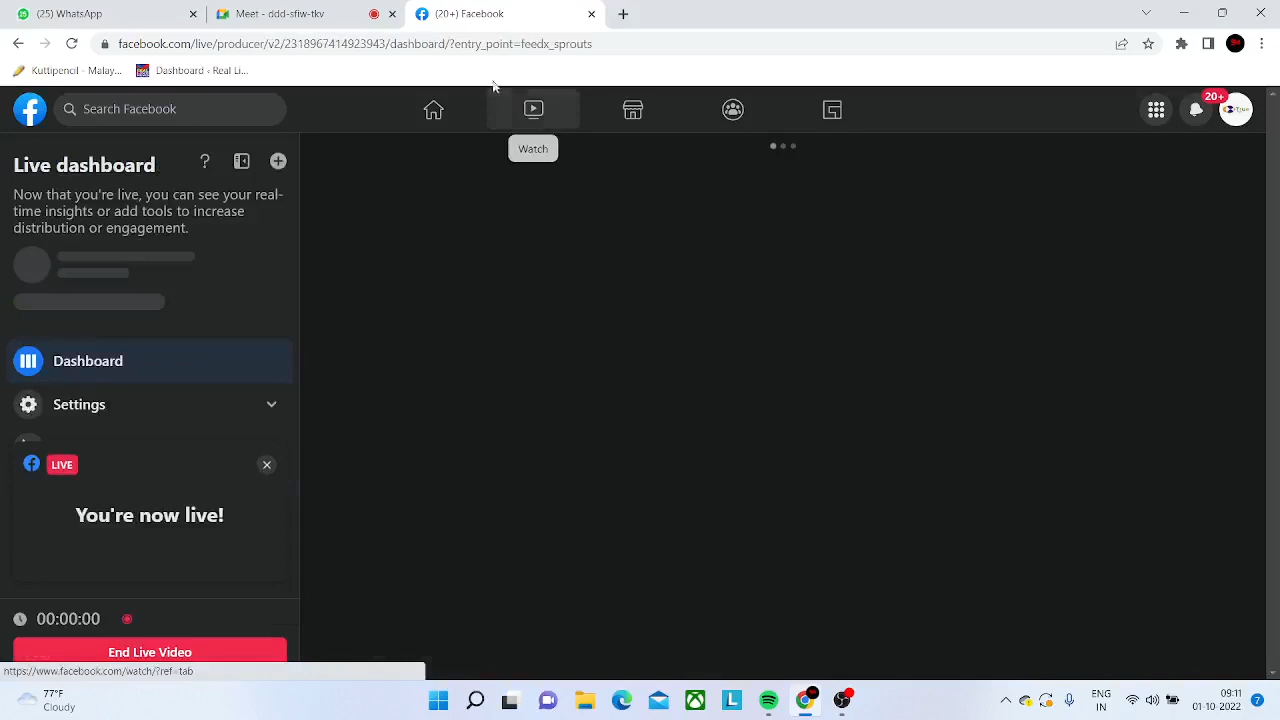 (25) WhatsApp
Meet - ddd-sfiw-tkv
(20+) Facebook
facebook.com/live/producer/v2/2318967414923943/dashboard/?entry_point=feedx_sprouts
Kuttipencil - Malay...
Dashboard ‹ Real Li...
Search Facebook
20+
Watch
Live dashboard
Now that you're live, you can see your real-
time insights or add tools to increase
distribution or engagement.
Dashboard
Settings
LIVE
You're now live!
00:00:00
End Live Video
https://www.facebook.com/watch/?ref=tab
77°F
Cloudy
ENG
IN
09:11
01-10-2022
7